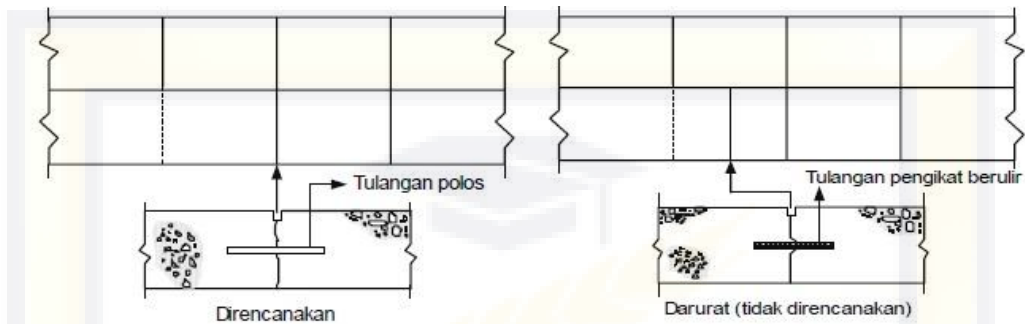 Tulangan polos
Direncanakan
Tulangan pengikat berulir
Darurat (tidak direncanakan)